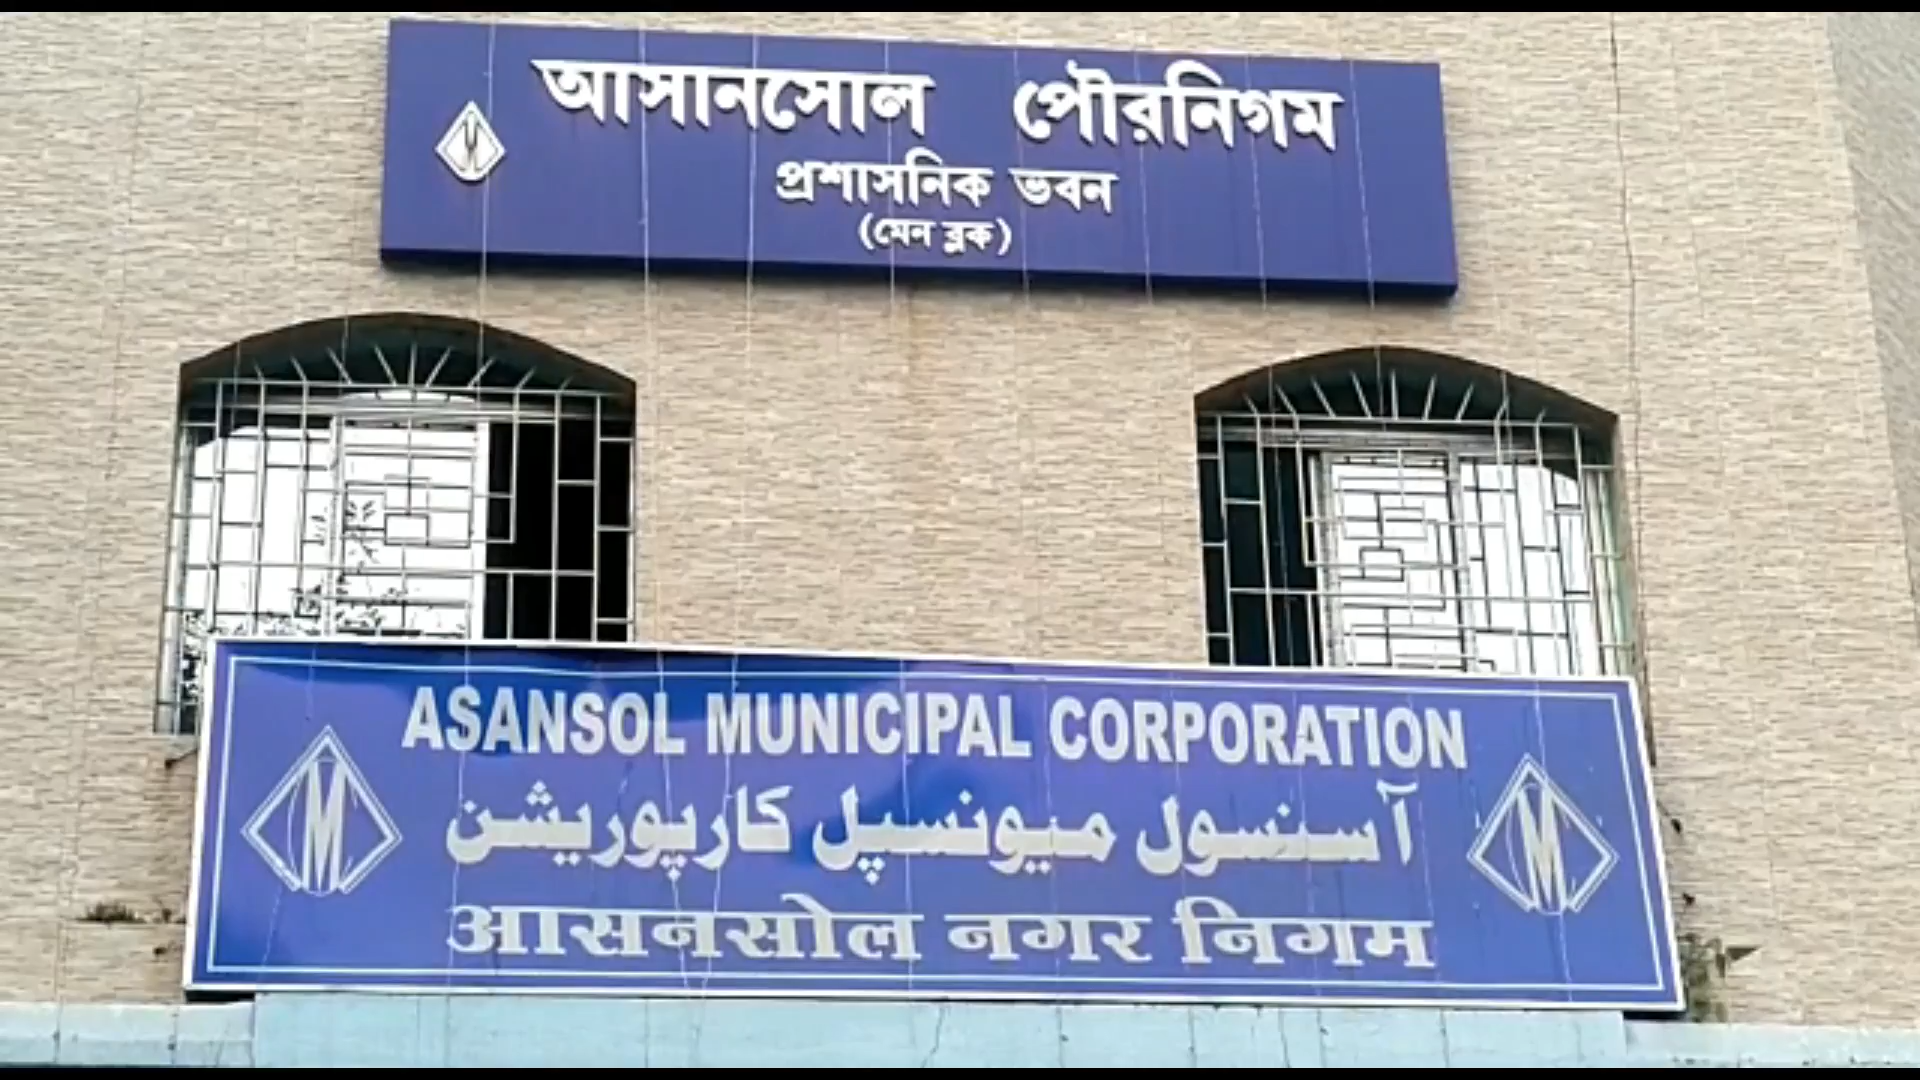 আসানসোল পৌরনিগম
প্রশাসনিক ভবন
(মেন ব্লক)
ASANSOL MUNICIPAL CORPORATION
آسنسول میونسپل کارپوریشن
आसनसोल नगर निगम